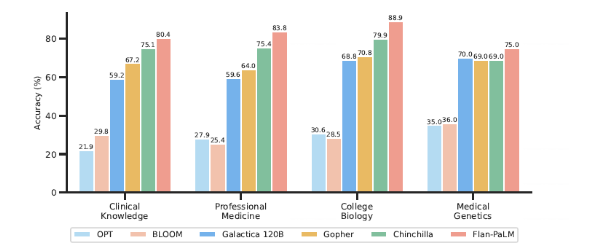 Accuracy (%)
80
60
40
20
0
21.9 29.8 59.2 67.2 75.1 80.4
27.9 25.4 59.6 64.0 75.4 83.8
30.6 28.5 68.8 70.8 79.9 88.9
35.0 36.0 70.0 69.0 69.0 75.0
Clinical
Knowledge
Professional
Medicine
College
Biology
Medical
Genetics
OPT BLOOM Galactica 120B Gopher Chinchilla Flan-PaLM